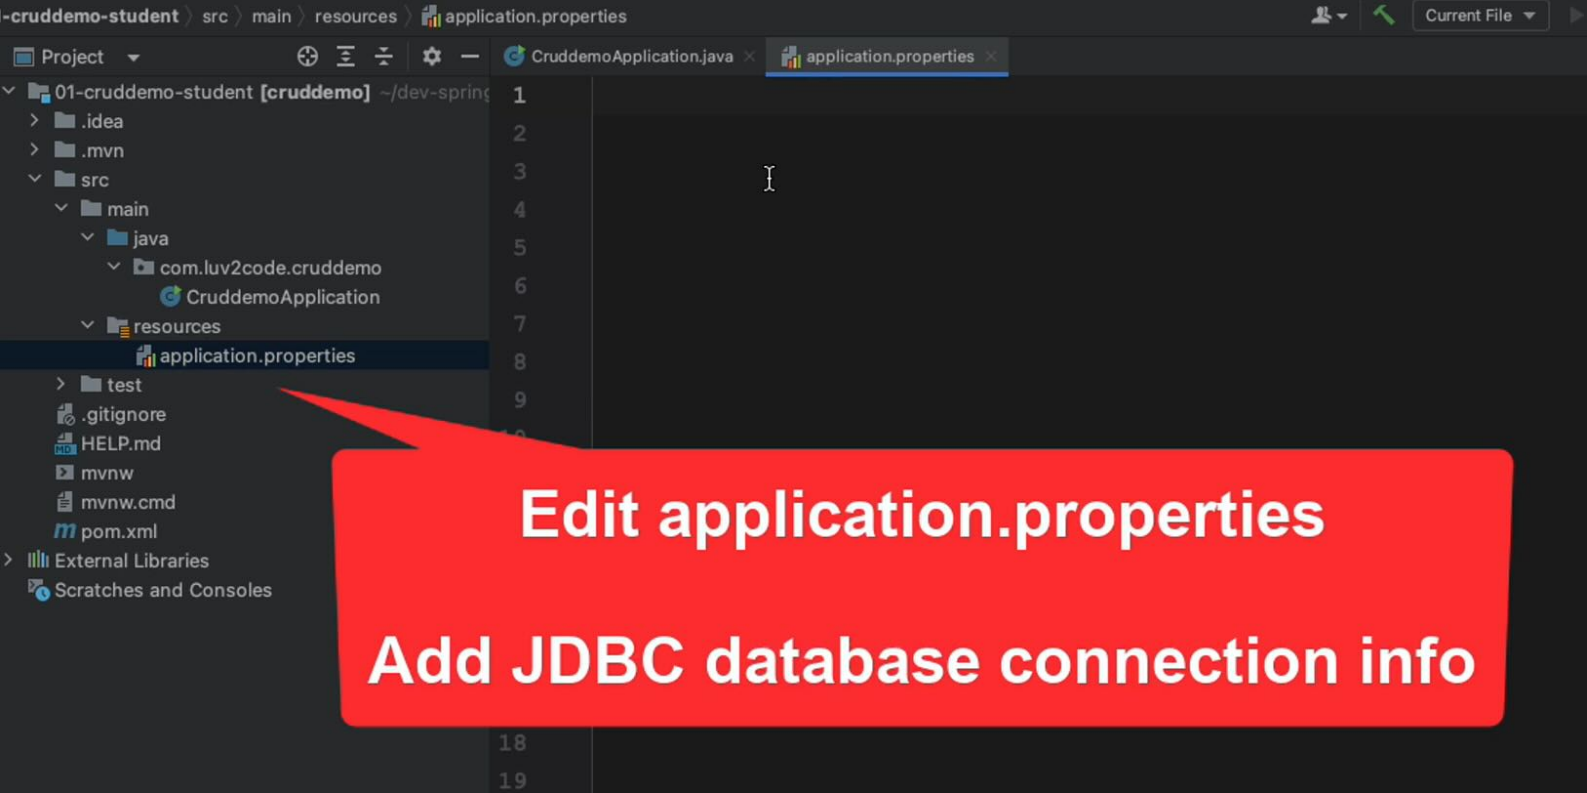 -cruddemo-student src main resources application.properties
Current File
Project
CruddemoApplication.java
application.properties
01-cruddemo-student [cruddemo] ~/dev-spring
.idea
.mvn
src
main
java
com.luv2code.cruddemo
CruddemoApplication
resources
application.properties
test
.gitignore
HELP.md
mvnw
mvnw.cmd
pom.xml
External Libraries
Scratches and Consoles
1
2
3
4
5
6
7
8
9
Edit application.properties
Add JDBC database connection info
18
19